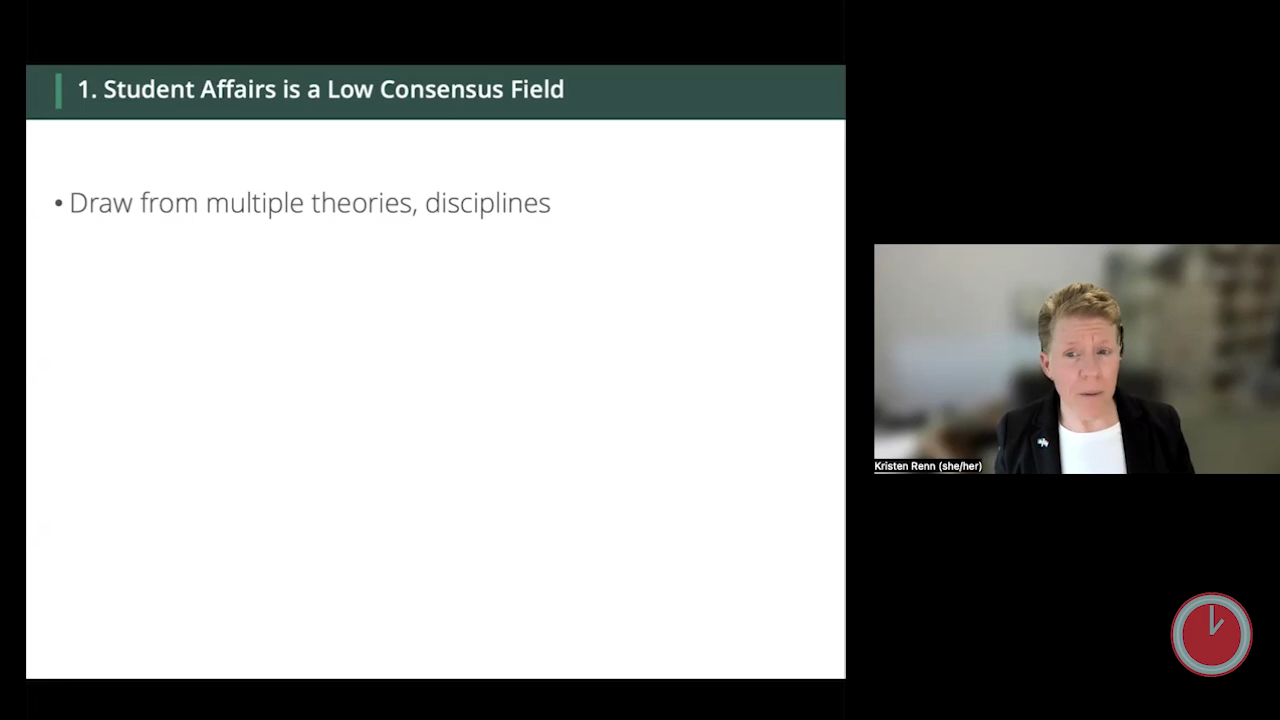 1. Student Affairs is a Low Consensus Field
• Draw from multiple theories, disciplines
Kristen Renn (she/her)